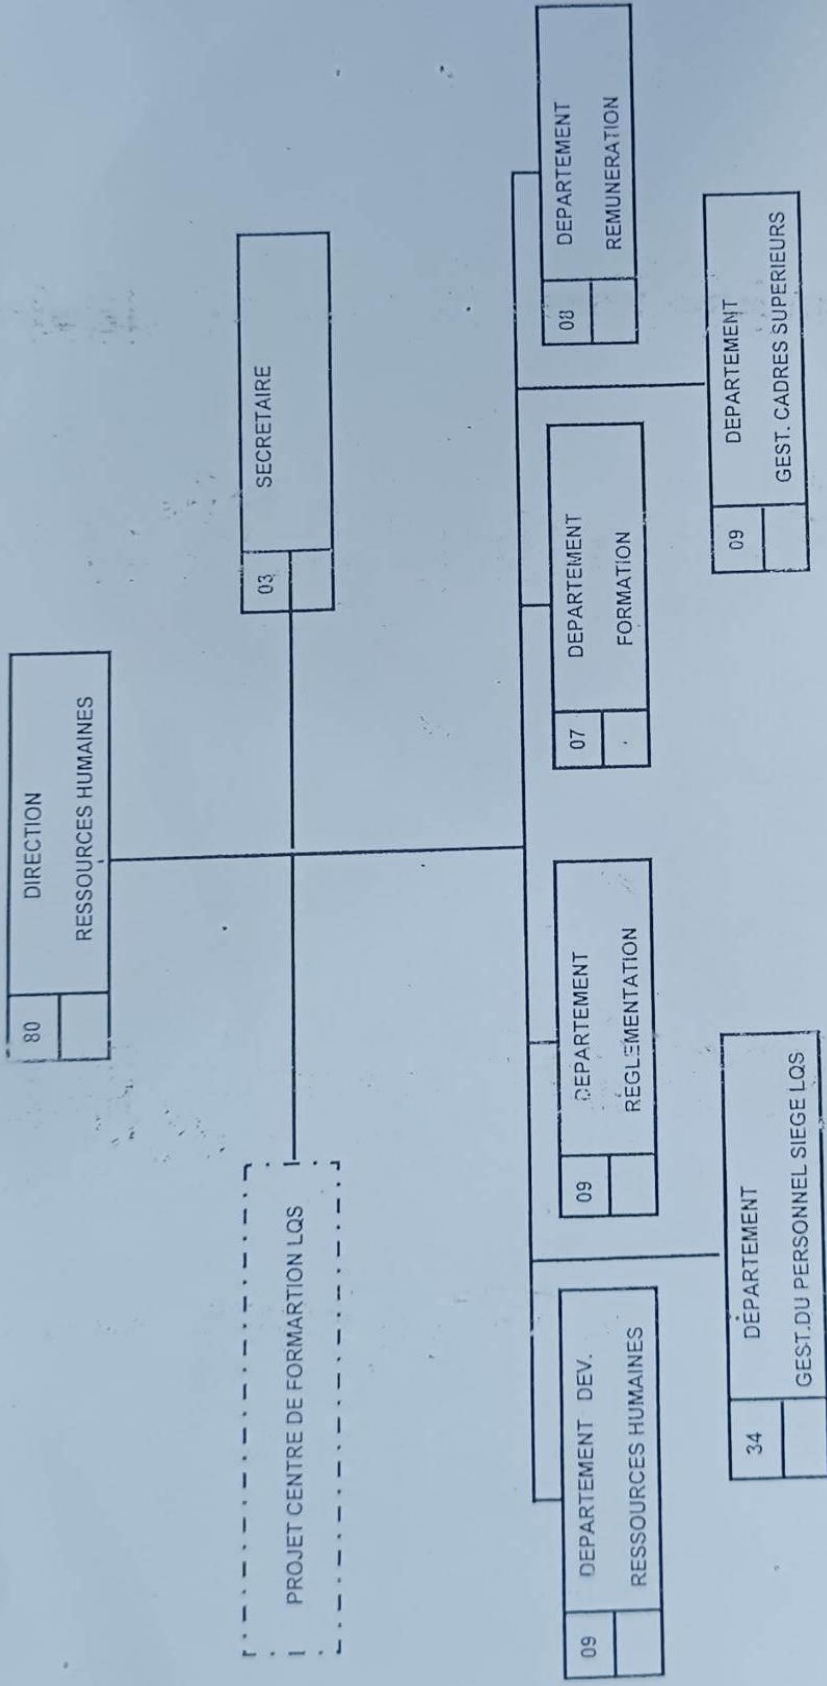 80
DIRECTION
RESSOURCES HUMAINES
PROJET CENTRE DE FORMARTION LQS
03
SECRETAIRE
09
DEPARTEMENT DEV.
RESSOURCES HUMAINES
09
DEPARTEMENT
REGLEMENTATION
07
DEPARTEMENT
FORMATION
08
DEPARTEMENT
REMUNERATION
34
DÉPARTEMENT
GEST.DU PERSONNEL SIEGE LQS
09
DEPARTEMENT
GEST. CADRES SUPERIEURS